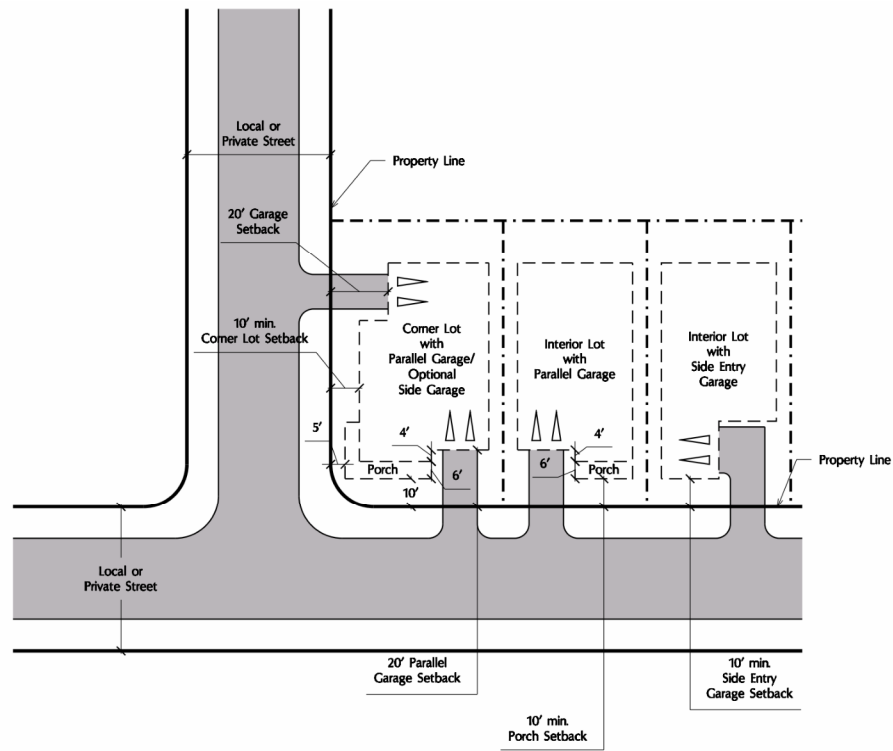 Local or
Private Street
Property Line
20' Garage
Setback
10' min.
Corner Lot Setback
Corner Lot
with
Parallel Garage/
Optional
Side Garage
Interior Lot
with
Parallel Garage
Interior Lot
with
Side Entry
Garage
5'
4'
4'
Porch
6'
6'
Porch
10'
Property Line
Local or
Private Street
20' Parallel
Garage Setback
10' min.
Side Entry
Garage Setback
10' min.
Porch Setback